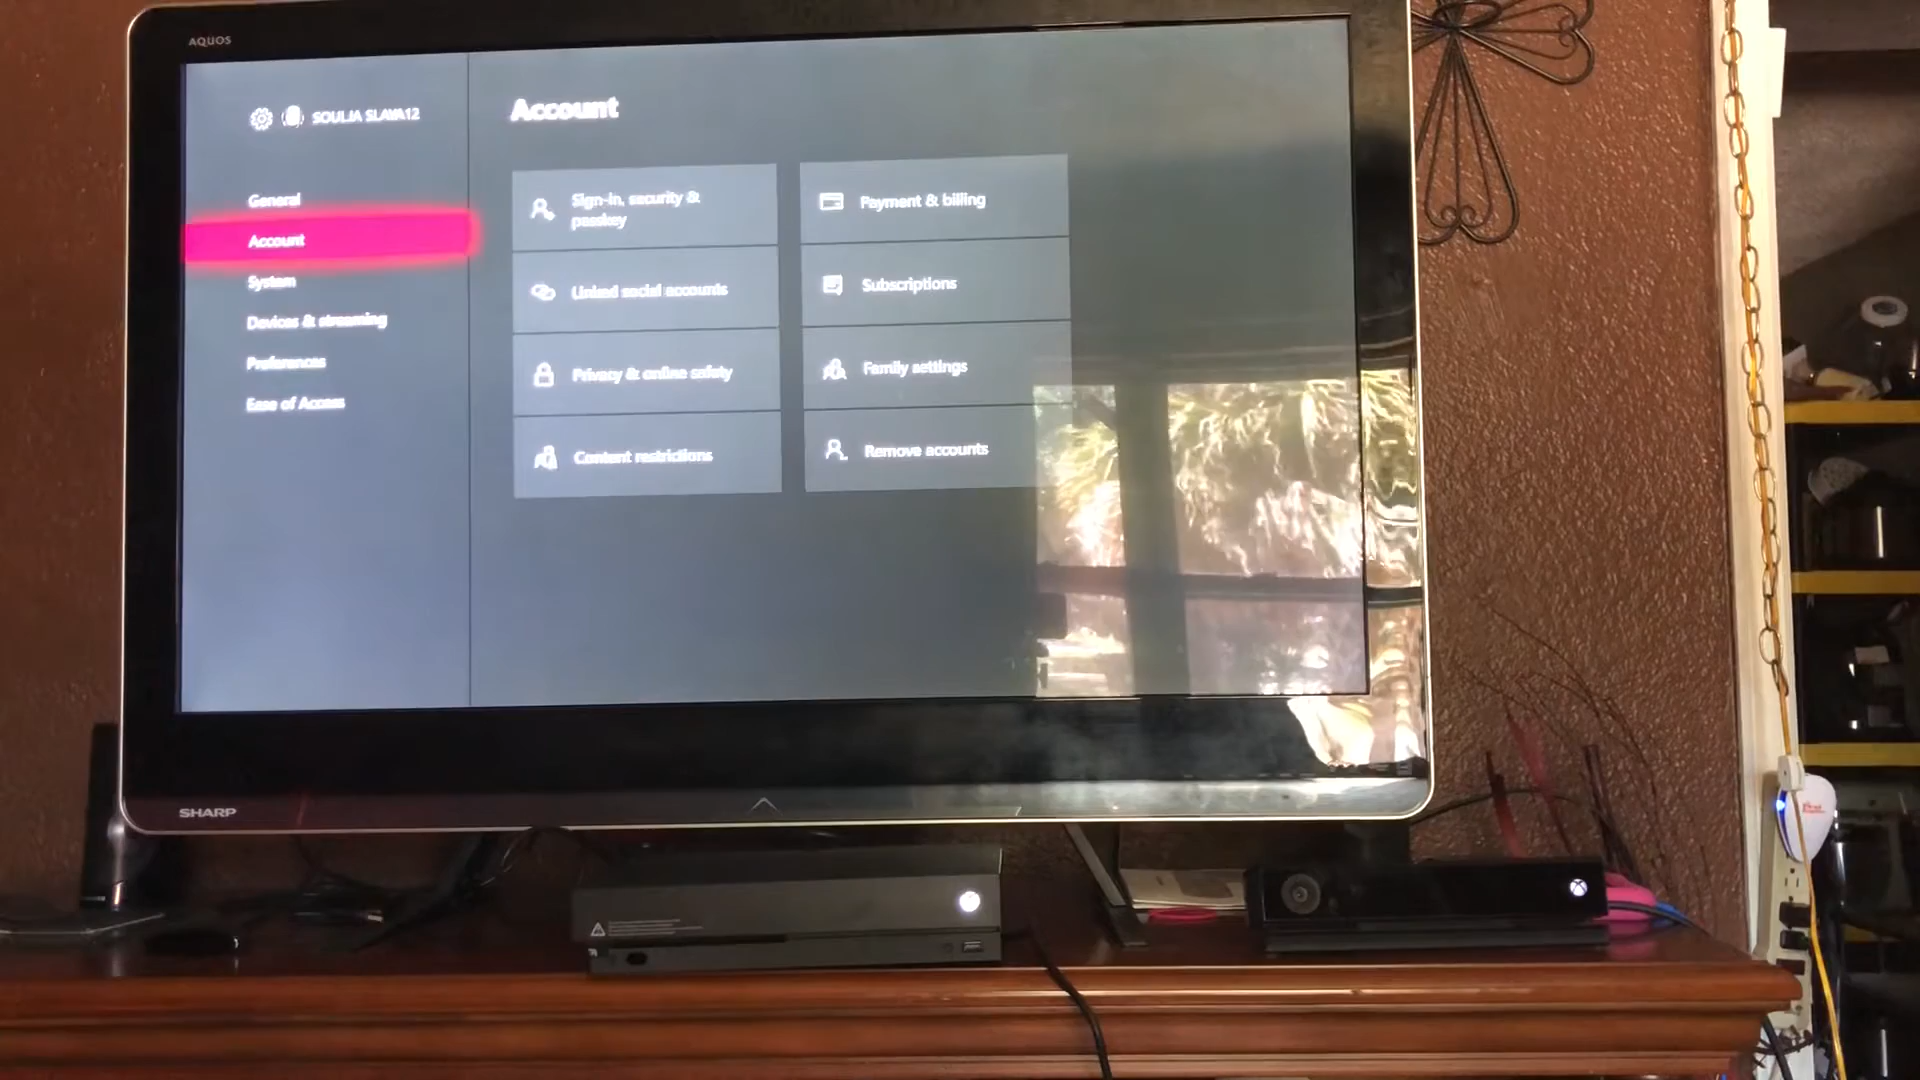 AQUOS
SOULJA SLAYA12
General
Account
System
Devices & streaming
Preferences
Ease of Access
Account
Sign-in, security &
passkey
Linked social accounts
Privacy & online safety
Content restrictions
Payment & billing
Subscriptions
Family settings
Remove accounts
SHARP